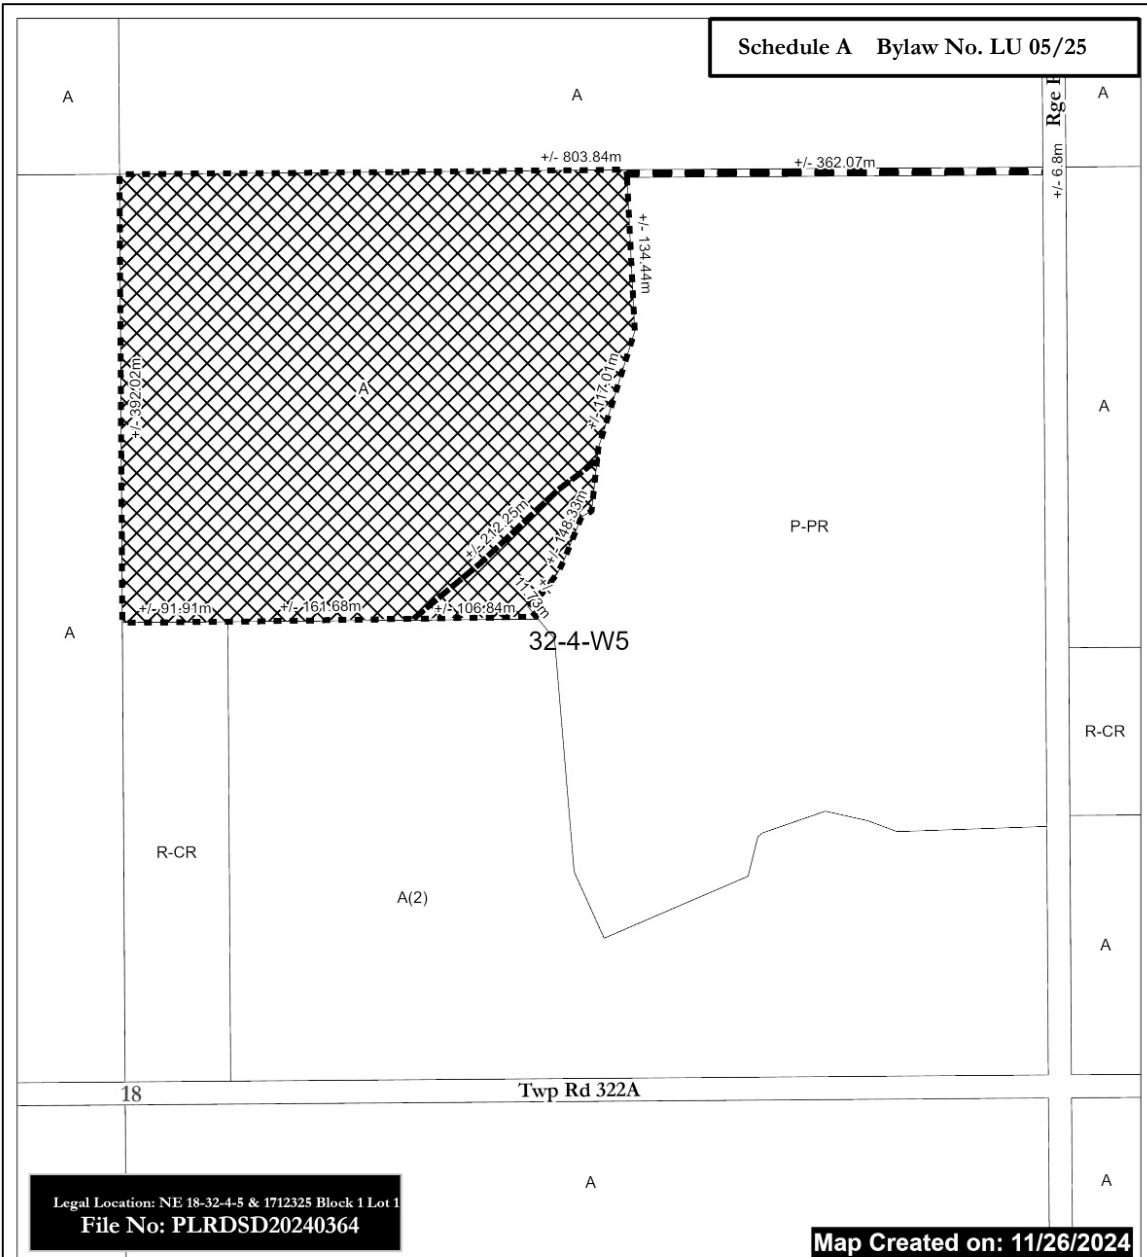 Schedule A Bylaw No. LU 05/25
A
A
A
+/- 803.84m
+/- 362.07m
+/- 6.8m
+/- 134.44m
+/- 392.02m
A
+/- 117.01m
A
+/- 212.25m
+/- 148.33m
P-PR
+/- 11.73m
+/- 91.91m
+/- 161.68m
+/- 106.84m
A
32-4-W5
R-CR
R-CR
A(2)
A
18
Twp Rd 322A
A
A
Legal Location: NE 18-32-4-5 & 1712325 Block 1 Lot 1
File No: PLRDSD20240364
Map Created on: 11/26/2024
Rge